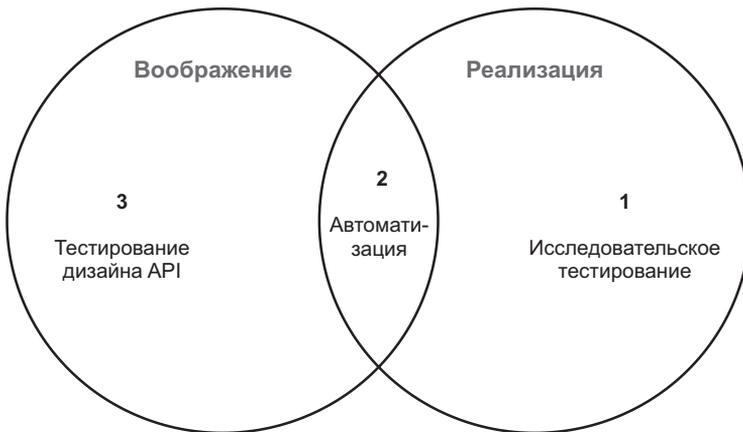 Воображение
Реализация
3
Тестирование
дизайна API
2
Автомати-
зация
1
Исследовательское
тестирование